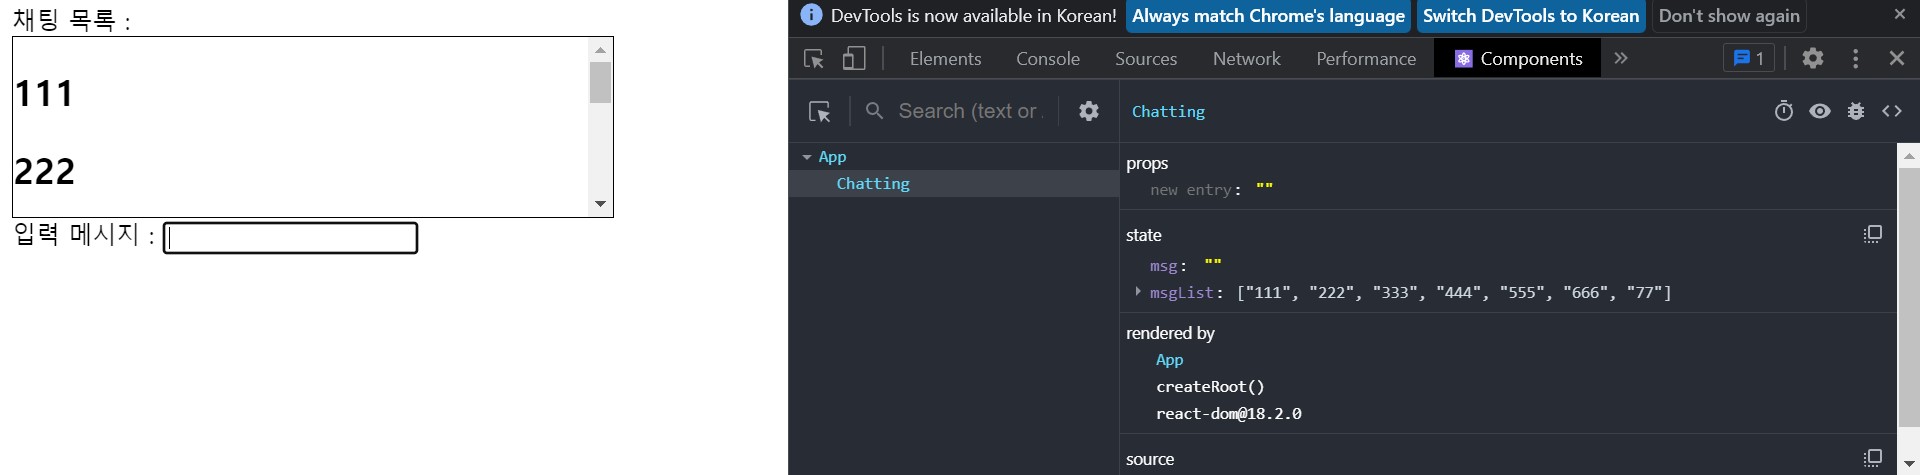 채팅 목록 :
111
222
입력 메시지 :
DevTools is now available in Korean! Always match Chrome's language Switch DevTools to Korean Don't show again
Elements Console Sources Network Performance Components 1
Search (text or
App
Chatting
Chatting
props
new entry: ""
state
msg: ""
msgList: ["111", "222", "333", "444", "555", "666", "77"]
rendered by
App
createRoot()
react-dom@18.2.0
source